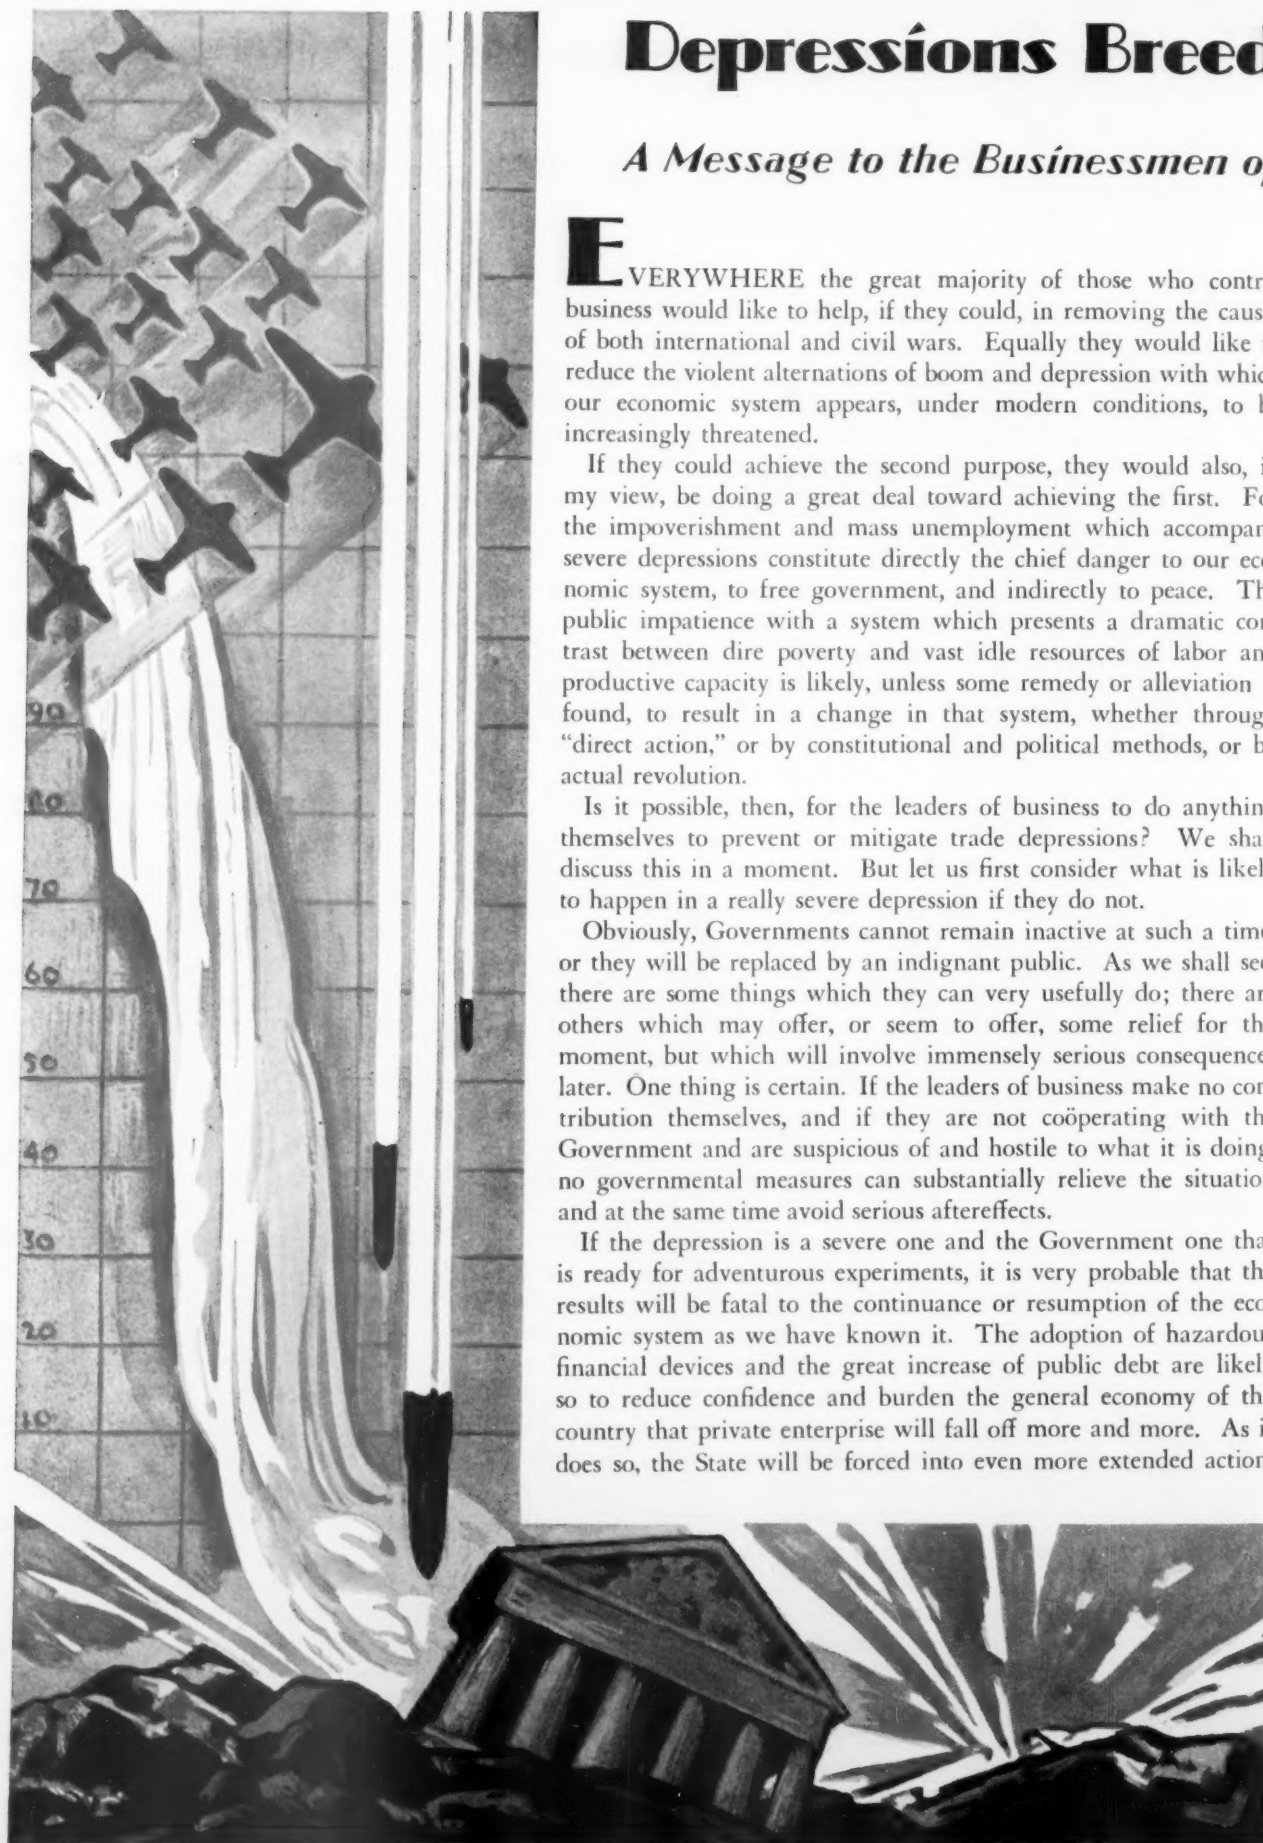 Depressions Breed
A Message to the Businessmen of
EVERYWHERE the great majority of those who contr
business would like to help, if they could, in removing the caus
of both international and civil wars. Equally they would like
reduce the violent alternations of boom and depression with whic
our economic system appears, under modern conditions, to b
increasingly threatened.
If they could achieve the second purpose, they would also, i
my view, be doing a great deal toward achieving the first. Fo
the impoverishment and mass unemployment which accompan
severe depressions constitute directly the chief danger to our eco
nomic system, to free government, and indirectly to peace. Th
public impatience with a system which presents a dramatic con
trast between dire poverty and vast idle resources of labor an
productive capacity is likely, unless some remedy or alleviation
found, to result in a change in that system, whether throug
“direct action,” or by constitutional and political methods, or b
actual revolution.
Is it possible, then, for the leaders of business to do anythin
themselves to prevent or mitigate trade depressions? We sha
discuss this in a moment. But let us first consider what is likel
to happen in a really severe depression if they do not.
Obviously, Governments cannot remain inactive at such a time
or they will be replaced by an indignant public. As we shall see
there are some things which they can very usefully do; there ar
others which may offer, or seem to offer, some relief for th
moment, but which will involve immensely serious consequence
later. One thing is certain. If the leaders of business make no con
tribution themselves, and if they are not coöperating with th
Government and are suspicious of and hostile to what it is doing
no governmental measures can substantially relieve the situatio
and at the same time avoid serious aftereffects.
If the depression is a severe one and the Government one tha
is ready for adventurous experiments, it is very probable that th
results will be fatal to the continuance or resumption of the eco
nomic system as we have known it. The adoption of hazardou
financial devices and the great increase of public debt are likel
so to reduce confidence and burden the general economy of th
country that private enterprise will fall off more and more. As i
does so, the State will be forced into even more extended action
90
80
70
60
50
40
30
20
10